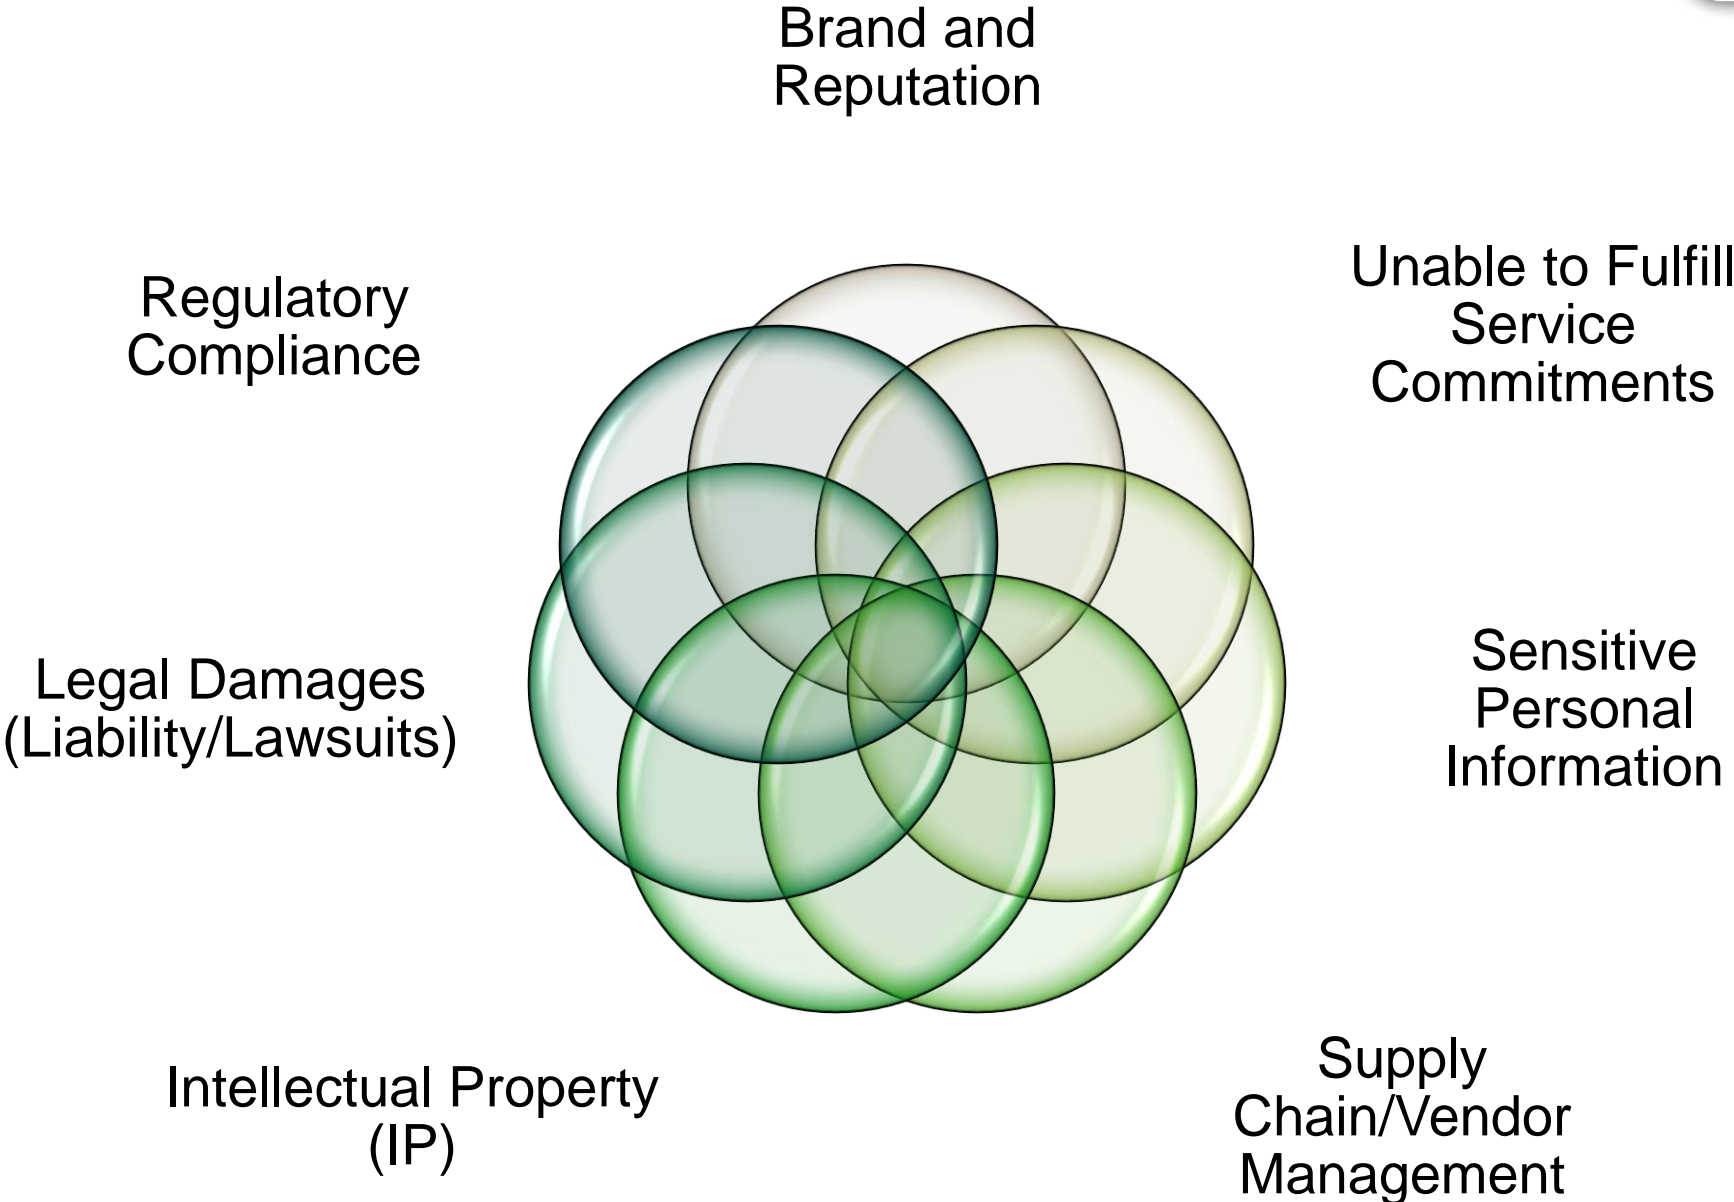 Brand and
Reputation
Unable to Fulfill
Service
Commitments
Regulatory
Compliance
Sensitive
Personal
Information
Legal Damages
(Liability/Lawsuits)
Supply
Chain/Vendor
Management
Intellectual Property
(IP)